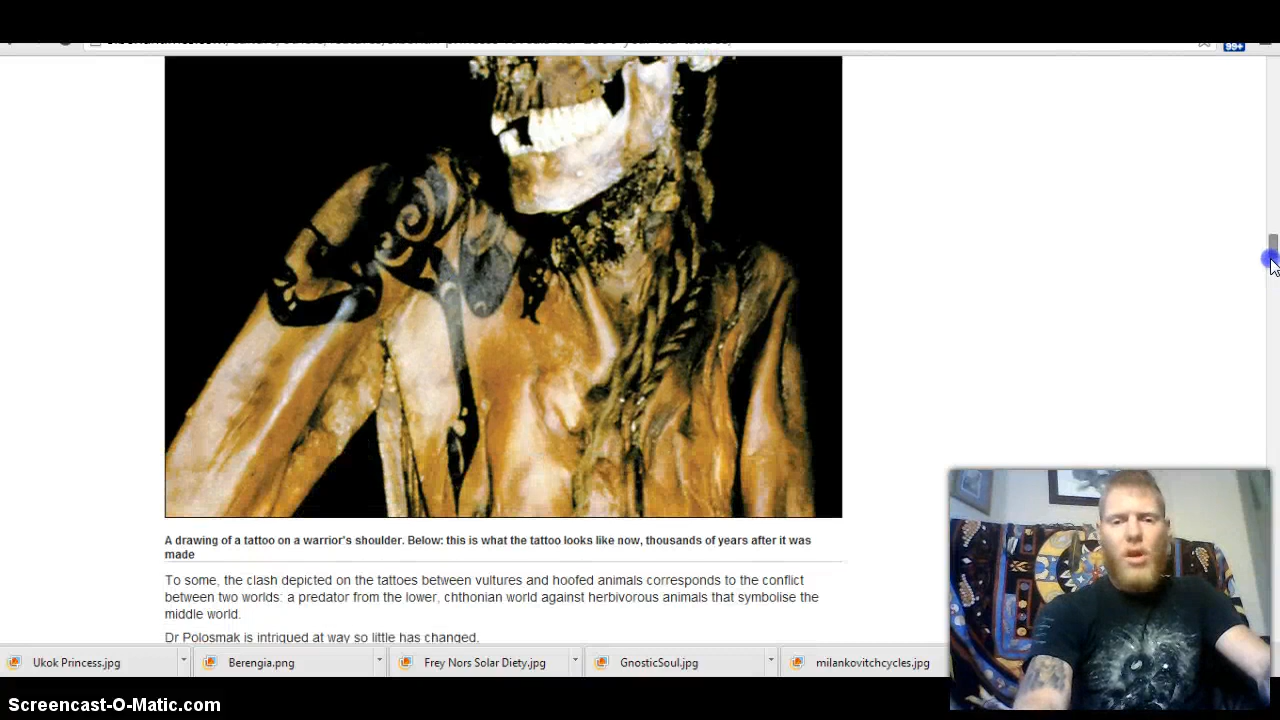 99+
A drawing of a tattoo on a warrior's shoulder. Below: this is what the tattoo looks like now, thousands of years after it was
made
To some, the clash depicted on the tattoes between vultures and hoofed animals corresponds to the conflict
between two worlds: a predator from the lower, chthonian world against herbivorous animals that symbolise the
middle world.
Dr Polosmak is intrigued at way so little has changed.
Ukok Princess.jpg
Berengia.png
Frey Nors Solar Diety.jpg
GnosticSoul.jpg
milankovitchcycles.jpg
Screencast-O-Matic.com